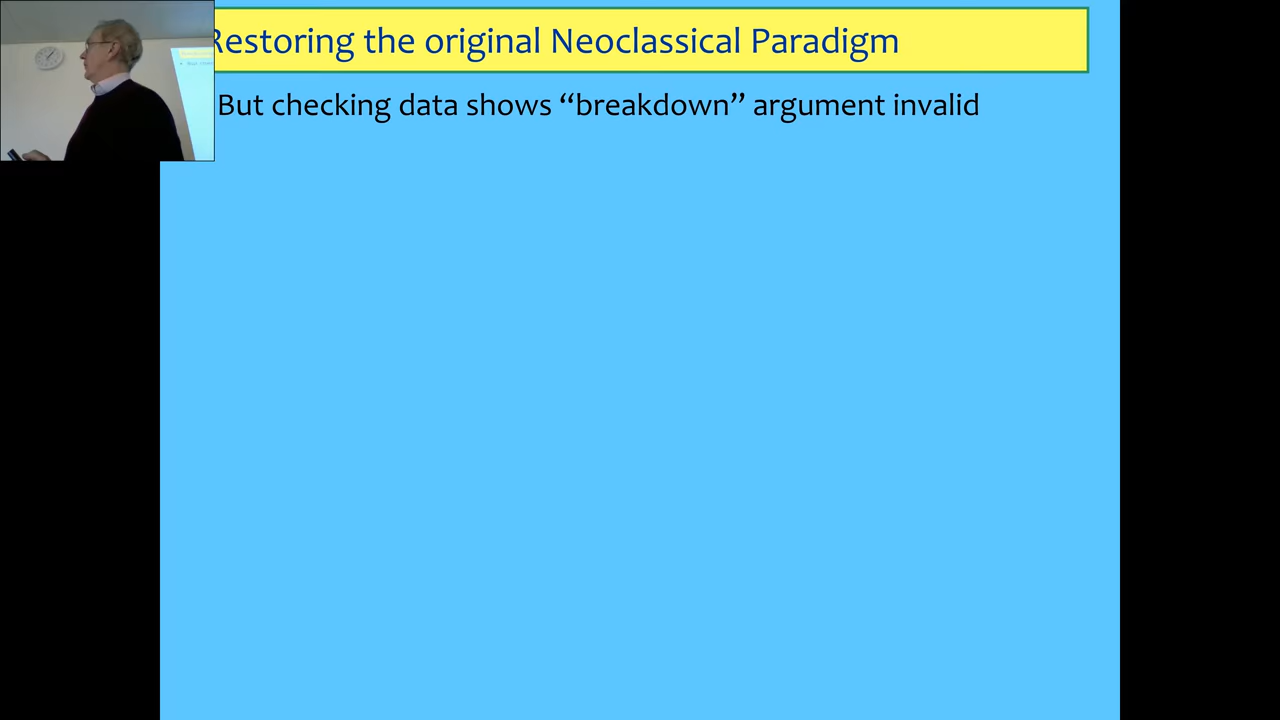 Restoring the original Neoclassical Paradigm
But checking data shows “breakdown” argument invalid